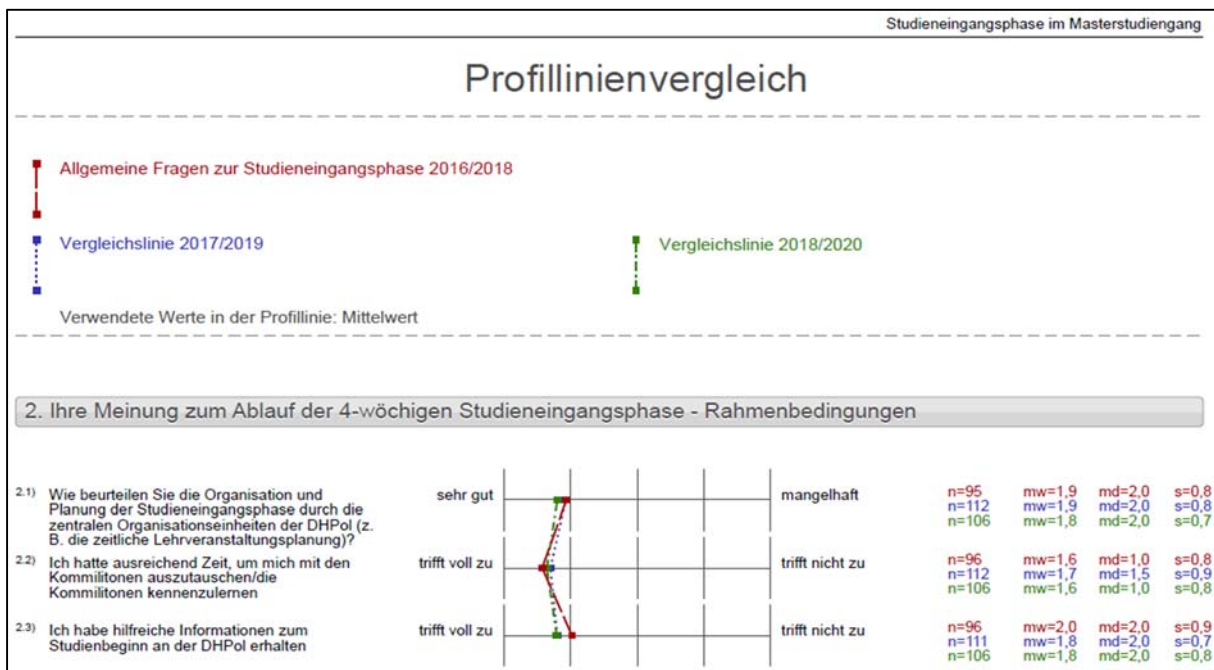 Studieneingangsphase im Masterstudiengang
Profillinienvergleich
Allgemeine Fragen zur Studieneingangsphase 2016/2018
Vergleichslinie 2017/2019
Vergleichslinie 2018/2020
Verwendete Werte in der Profillinie: Mittelwert
2. Ihre Meinung zum Ablauf der 4-wöchigen Studieneingangsphase - Rahmenbedingungen
2.1) Wie beurteilen Sie die Organisation und
Planung der Studieneingangsphase durch die
zentralen Organisationseinheiten der DHPol (z.
B. die zeitliche Lehrveranstaltungsplanung)?
sehr gut
mangelhaft
n=95 mw=1,9 md=2,0 s=0,8
n=112 mw=1,9 md=2,0 s=0,8
n=106 mw=1,8 md=2,0 s=0,7
2.2) Ich hatte ausreichend Zeit, um mich mit den
Kommilitonen auszutauschen/die
Kommilitonen kennenzulernen
trifft voll zu
trifft nicht zu
n=96 mw=1,6 md=1,0 s=0,8
n=112 mw=1,7 md=1,5 s=0,9
n=106 mw=1,6 md=1,0 s=0,8
2.3) Ich habe hilfreiche Informationen zum
Studienbeginn an der DHPol erhalten
trifft voll zu
trifft nicht zu
n=96 mw=2,0 md=2,0 s=0,9
n=111 mw=1,8 md=2,0 s=0,7
n=106 mw=1,8 md=2,0 s=0,8